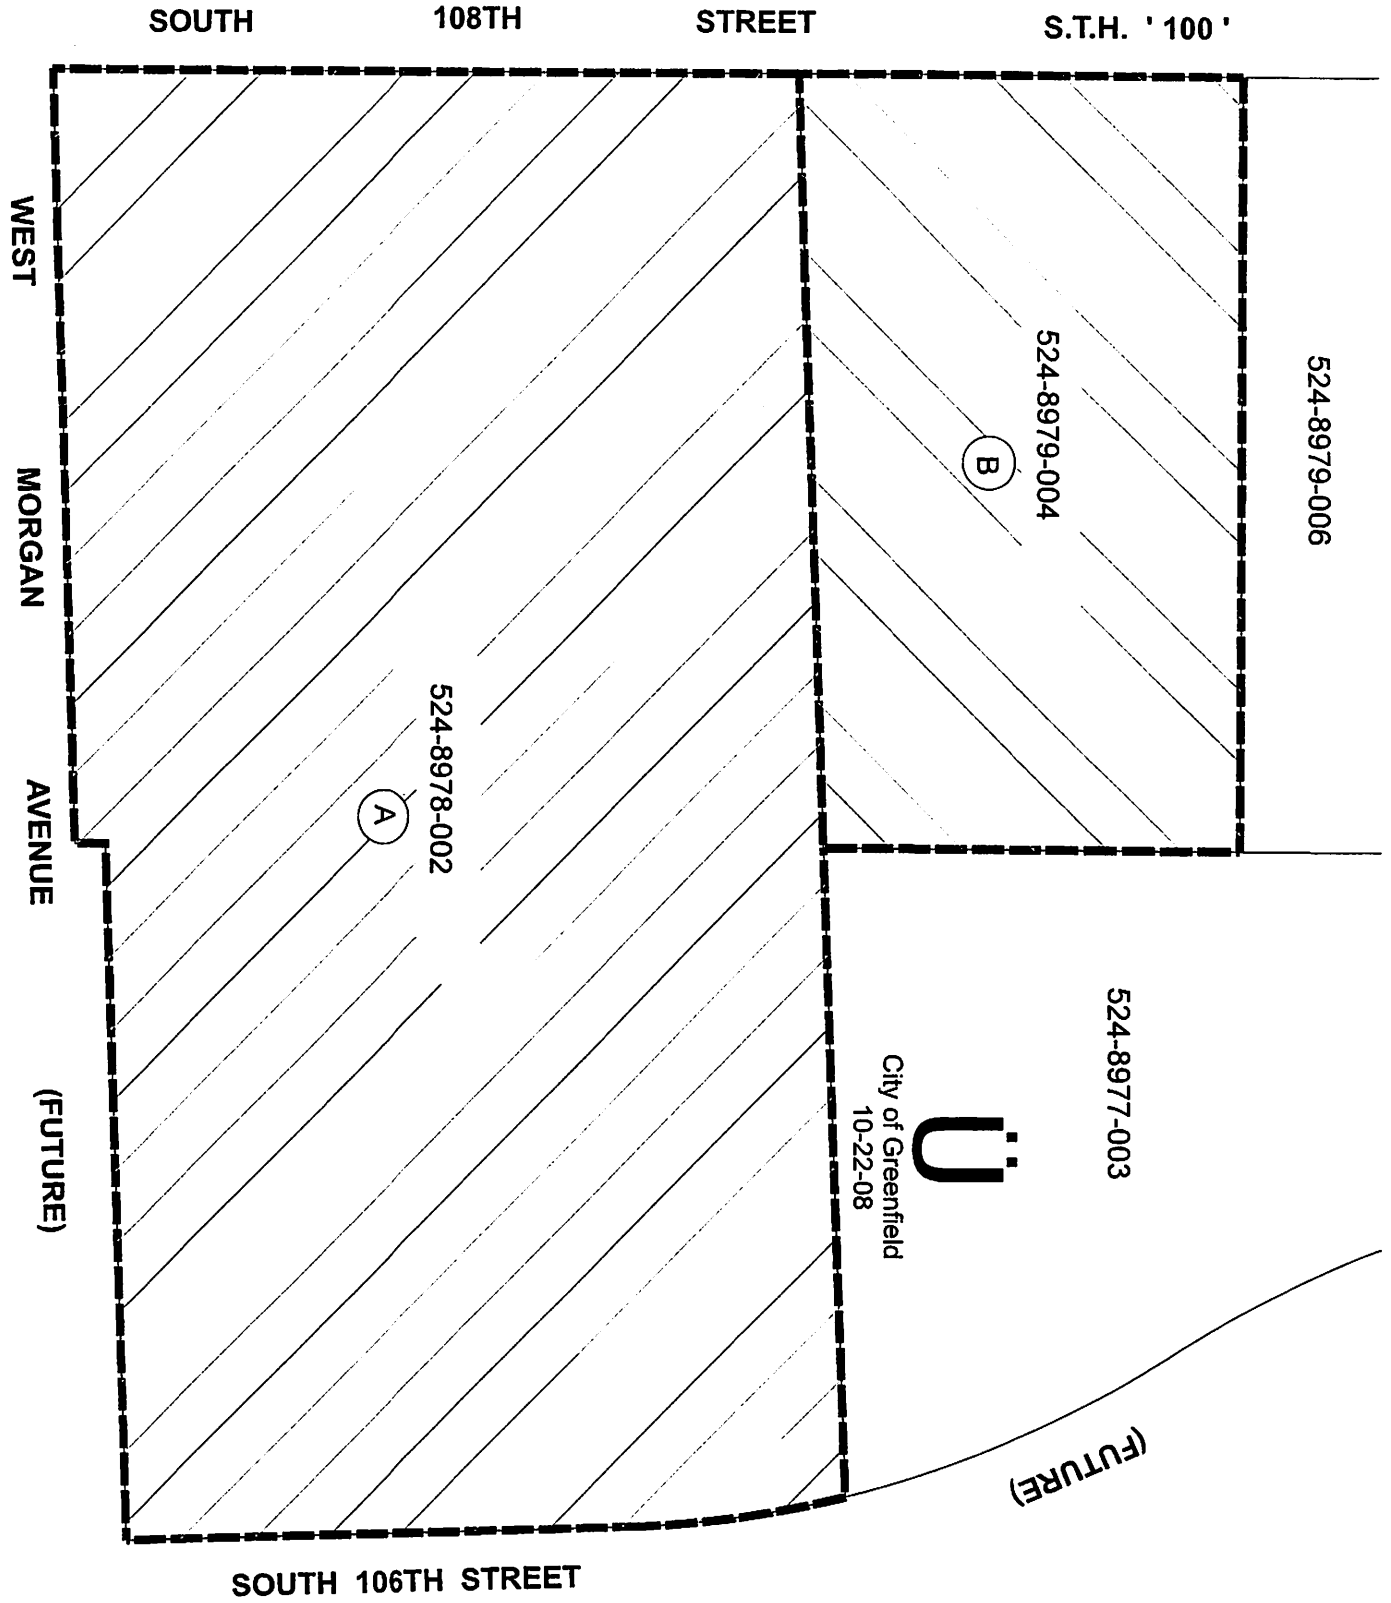 SOUTH 108TH STREET S.T.H. ' 100 '
WEST MORGAN AVENUE (FUTURE)
524-8979-006
524-8979-004
B
524-8978-002
A
524-8977-003
City of Greenfield
10-22-08
(FUTURE)
SOUTH 106TH STREET